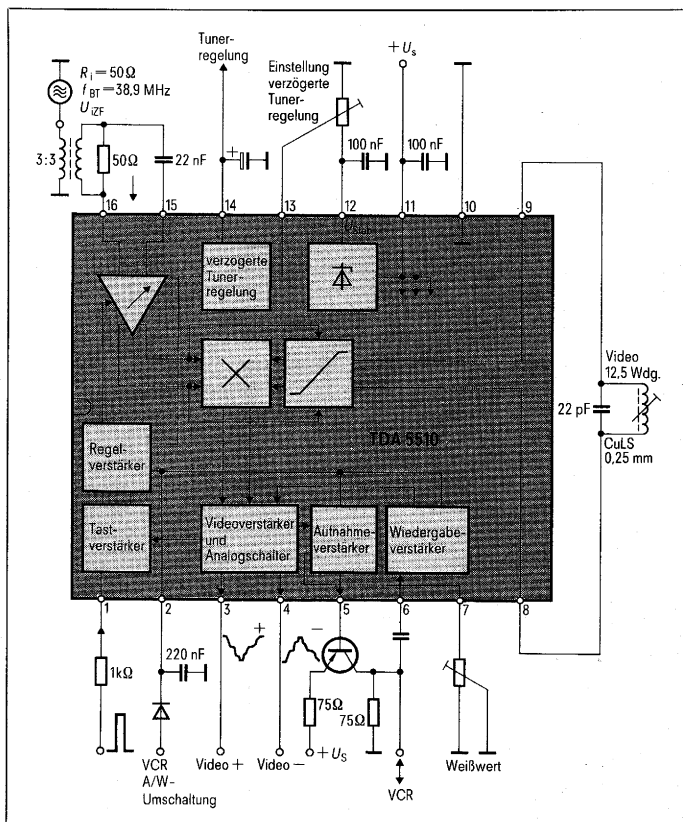 Tuner-
regelung
Einstellung
verzögerte
Tuner-
regelung
+ U_s
R_i = 50Ω
f_BT = 38,9 MHz
U_iZF
3:3
50Ω
22 nF
+
100 nF
100 nF
16
15
14
13
12
11
10
9
verzögerte
Tuner-
regelung
Video
12,5 Wdg.
22 pF
CuLS
0,25 mm
TDA 5510
Regel-
verstärker
Tast-
verstärker
Videoverstärker
und
Analogschalter
Aufnahme-
verstärker
Wiedergabe-
verstärker
1
2
3
4
5
6
7
8
1kΩ
220 nF
+
−
75Ω
75Ω
+ U_S
VCR
A/W-
Umschaltung
Video +
Video −
VCR
Weißwert